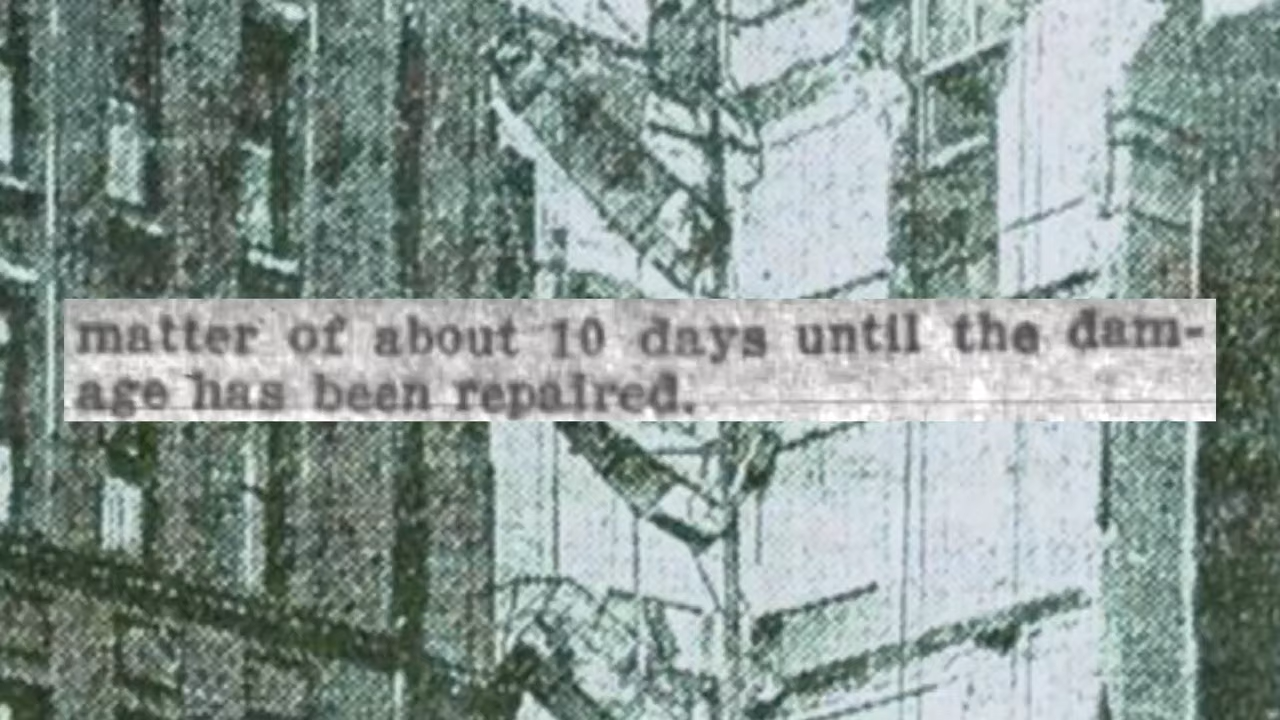 matter of about 10 days until the dam-
age has been repaired.